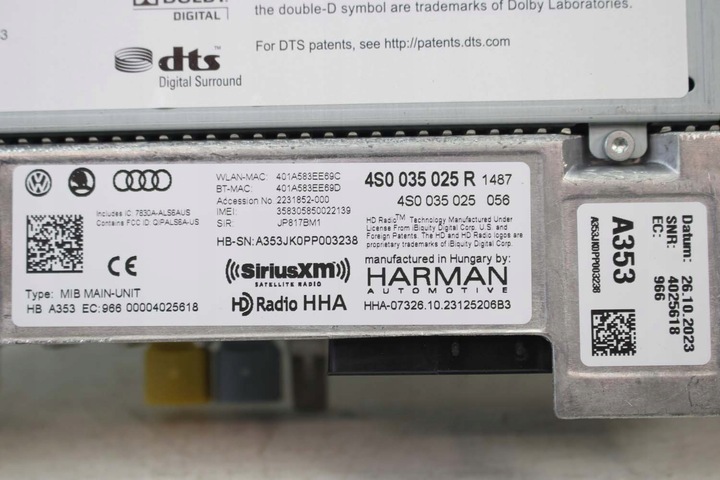 DOLBY
DIGITAL
the double-D symbol are trademarks of Dolby Laboratories.
3
dts
Digital Surround
For DTS patents, see http://patents.dts.com
Includes IC: 7830A-ALS6AUS
Contains FCC ID: QIPALS6A-US
Type: MIB MAIN-UNIT
HB A353 EC:966 00004025618
WLAN-MAC: 401A583EE69C
BT-MAC: 401A583EE69D
Accession No 2231852-000
IMEI: 358305850022139
SIR: JP817BM1
HB-SN:A353JK0PP003238
SiriusXM
SATELLITE RADIO
HD Radio HHA
4S0 035 025 R 1487
4S0 035 025 056
HD Radio™ Technology Manufactured Under
License From iBiquity Digital Corp. U.S. and
Foreign Patents. The HD and HD Radio logos are
proprietary trademarks of iBiquity Digital Corp.
manufactured in Hungary by:
HARMAN
AUTOMOTIVE
HHA-07326.10.23125206B3
A353
A353JK0PP003238
Datum: 26.10.2023
SNR: 4025618
EC: 966